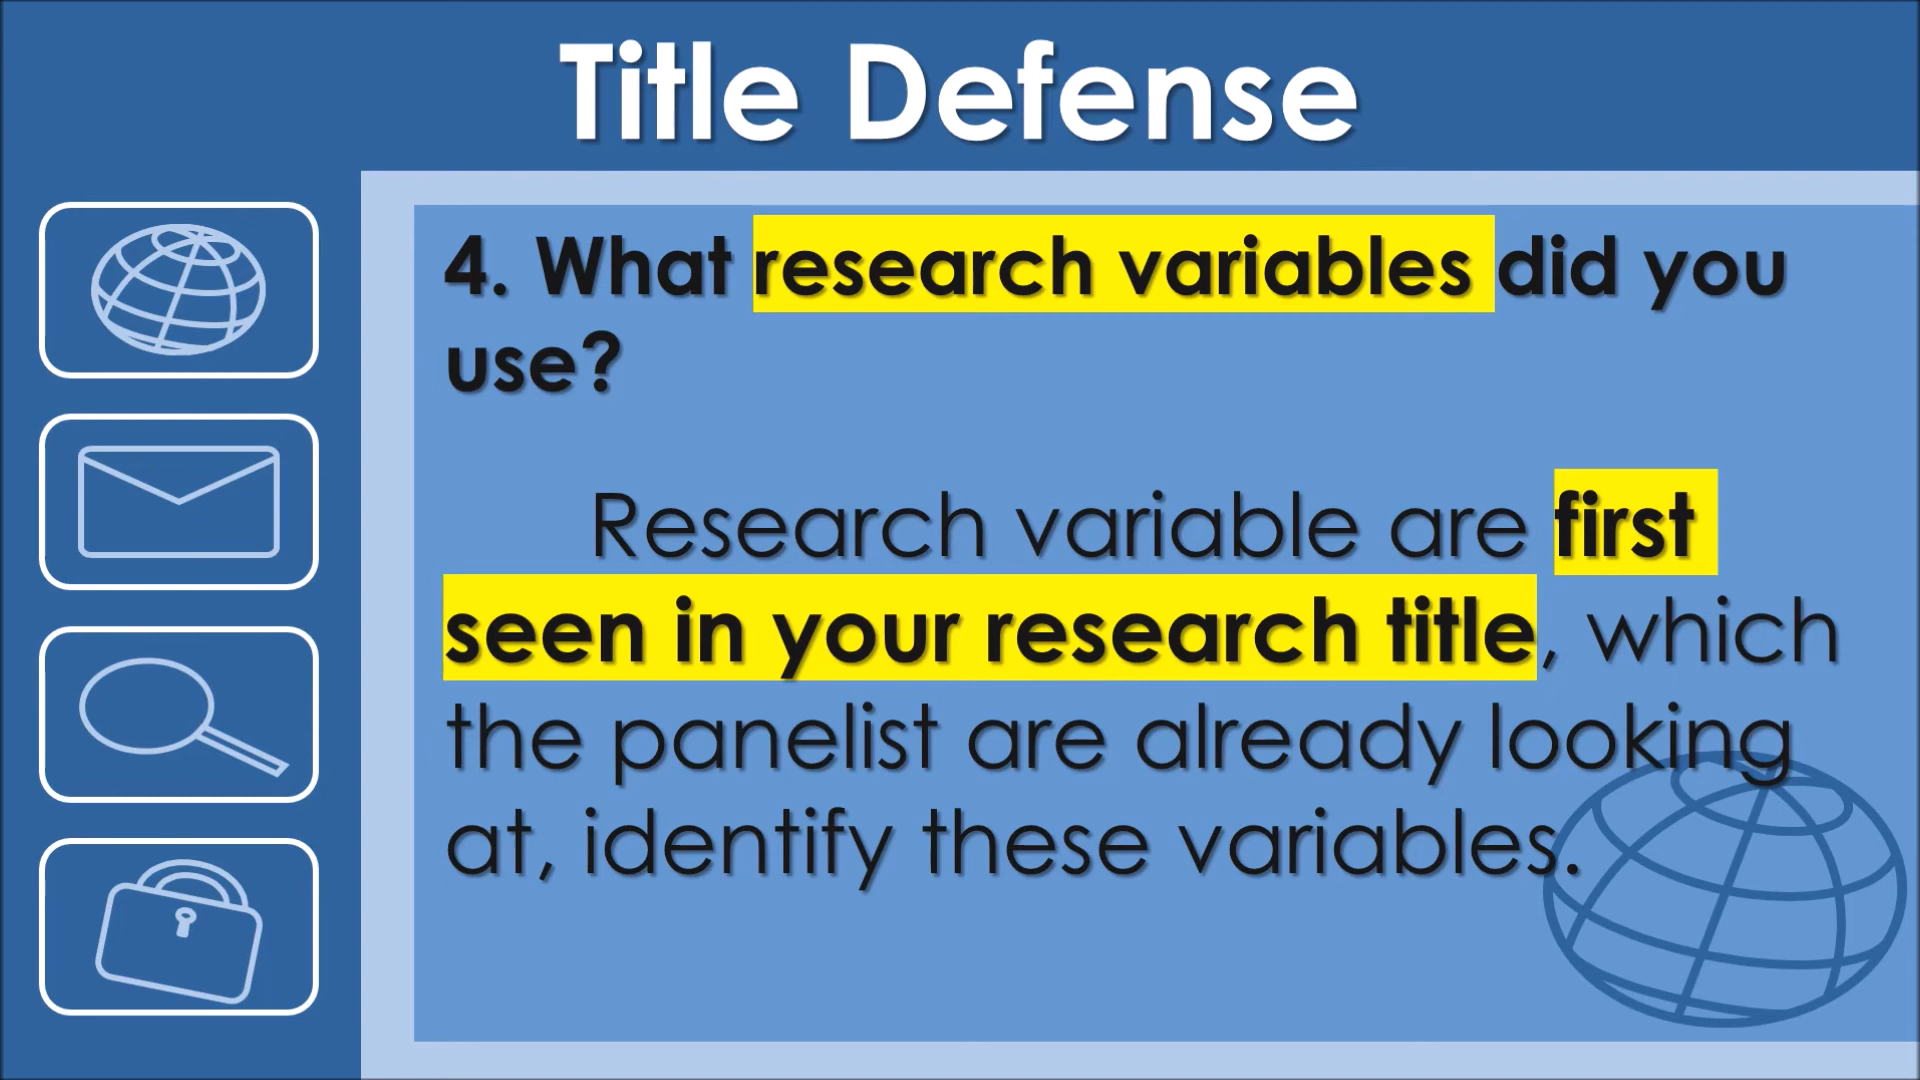 Title Defense
4. What research variables did you
use?
Research variable are first
seen in your research title, which
the panelist are already looking
at, identify these variables.